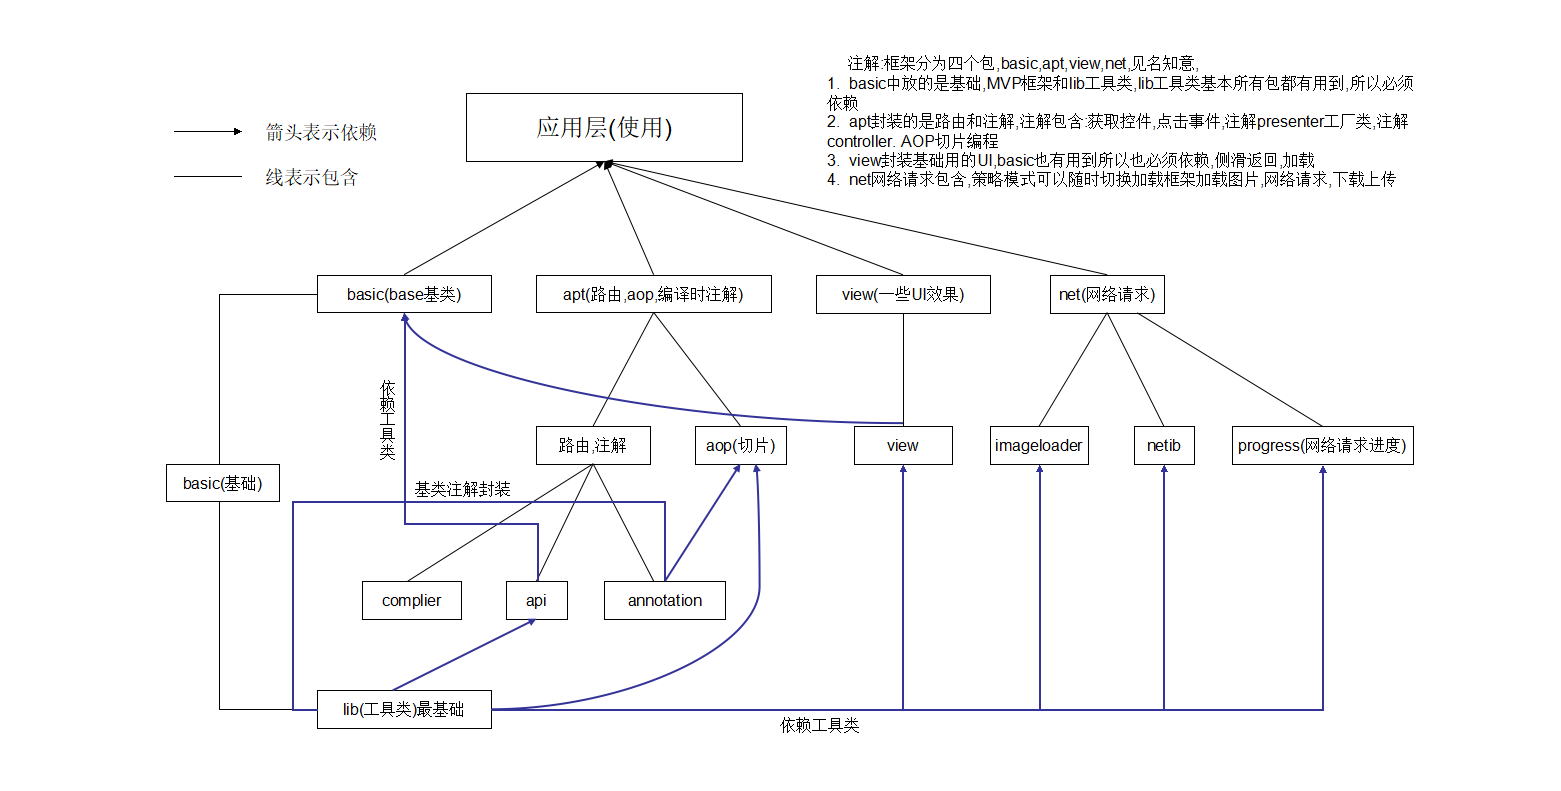 注解:框架分为四个包,basic,apt,view,net,见名知意,
1. basic中放的是基础,MVP框架和lib工具类,lib工具类基本所有包都有用到,所以必须
依赖
2. apt封装的是路由和注解,注解包含:获取控件,点击事件,注解presenter工厂类,注解
controller. AOP切片编程
3. view封装基础用的UI,basic也有用到所以也必须依赖,侧滑返回,加载
4. net网络请求包含,策略模式可以随时切换加载框架加载图片,网络请求,下载上传
箭头表示依赖
线表示包含
应用层(使用)
basic(base基类)
apt(路由,aop,编译时注解)
view(一些UI效果)
net(网络请求)
依赖工具类
路由,注解
aop(切片)
view
imageloader
netib
progress(网络请求进度)
basic(基础)
基类注解封装
complier
api
annotation
lib(工具类)最基础
依赖工具类